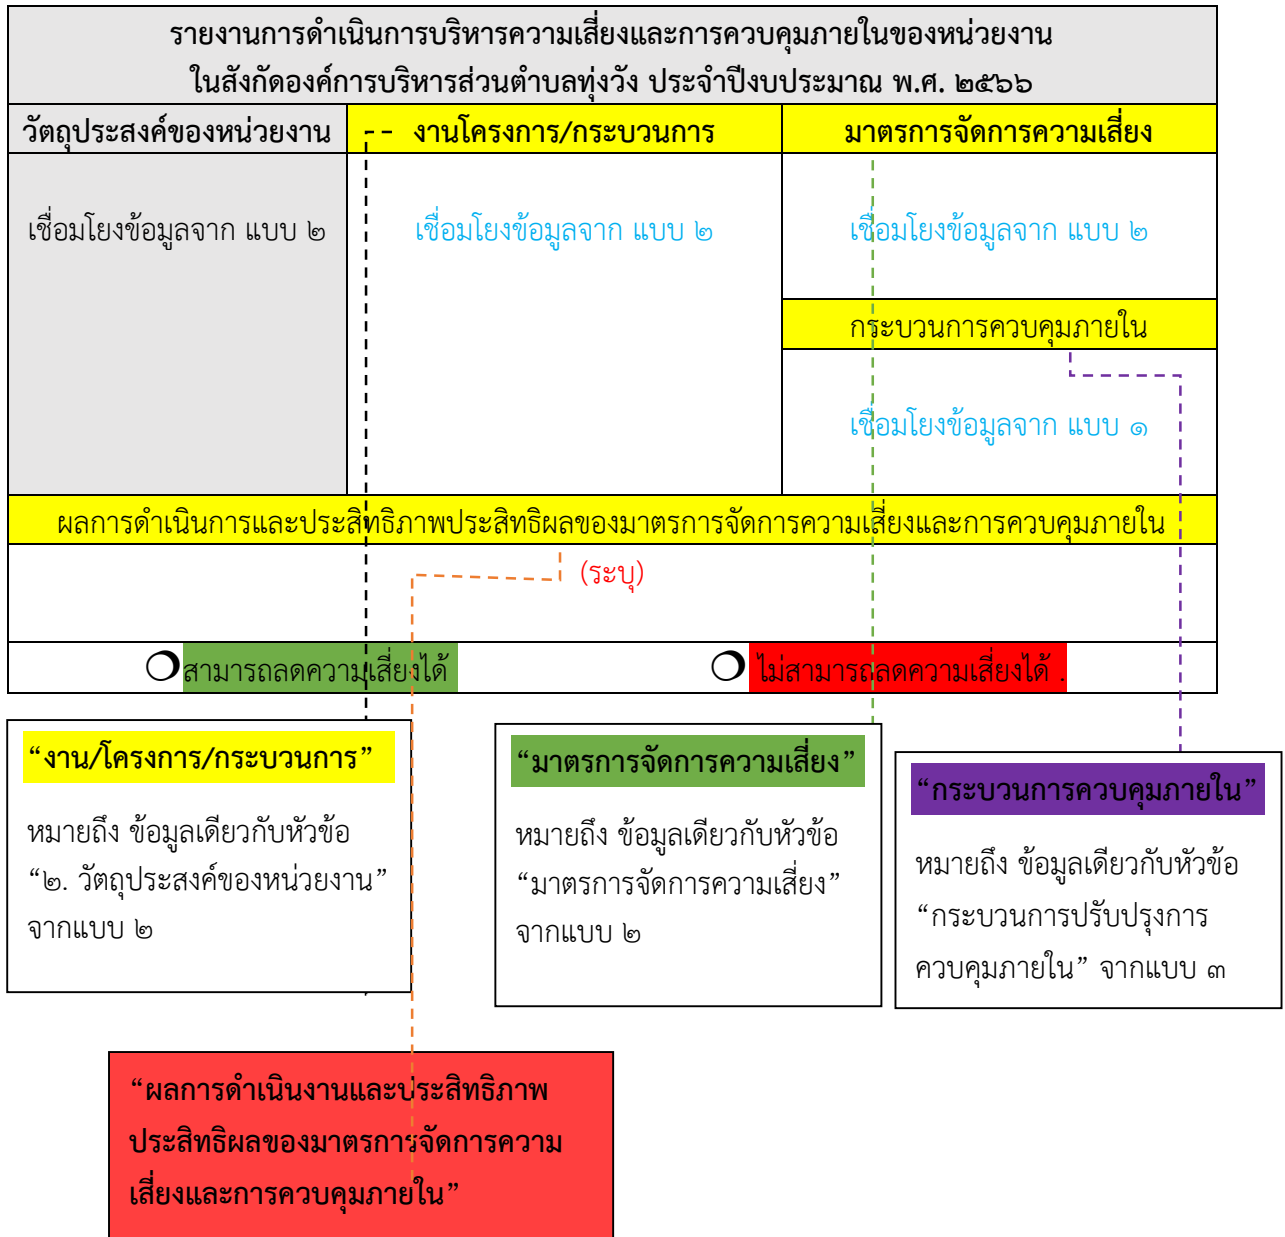 รายงานการดำเนินการบริหารความเสี่ยงและการควบคุมภายในของหน่วยงาน
ในสังกัดองค์การบริหารส่วนตำบลทุ่งวัง ประจำปีงบประมาณ พ.ศ. ๒๕๖๖
วัตถุประสงค์ของหน่วยงาน
งานโครงการ/กระบวนการ
มาตรการจัดการความเสี่ยง
เชื่อมโยงข้อมูลจาก แบบ ๒
เชื่อมโยงข้อมูลจาก แบบ ๒
เชื่อมโยงข้อมูลจาก แบบ ๒
กระบวนการควบคุมภายใน
เชื่อมโยงข้อมูลจาก แบบ ๑
ผลการดำเนินการและประสิทธิภาพประสิทธิผลของมาตรการจัดการความเสี่ยงและการควบคุมภายใน
(ระบุ)
สามารถลดความเสี่ยงได้
ไม่สามารถลดความเสี่ยงได้ .
“งาน/โครงการ/กระบวนการ”
หมายถึง ข้อมูลเดียวกับหัวข้อ
“๒. วัตถุประสงค์ของหน่วยงาน”
จากแบบ ๒
“มาตรการจัดการความเสี่ยง”
หมายถึง ข้อมูลเดียวกับหัวข้อ
“มาตรการจัดการความเสี่ยง”
จากแบบ ๒
“กระบวนการควบคุมภายใน”
หมายถึง ข้อมูลเดียวกับหัวข้อ
“กระบวนการปรับปรุงการ
ควบคุมภายใน” จากแบบ ๓
“ผลการดำเนินงานและประสิทธิภาพ
ประสิทธิผลของมาตรการจัดการความ
เสี่ยงและการควบคุมภายใน”